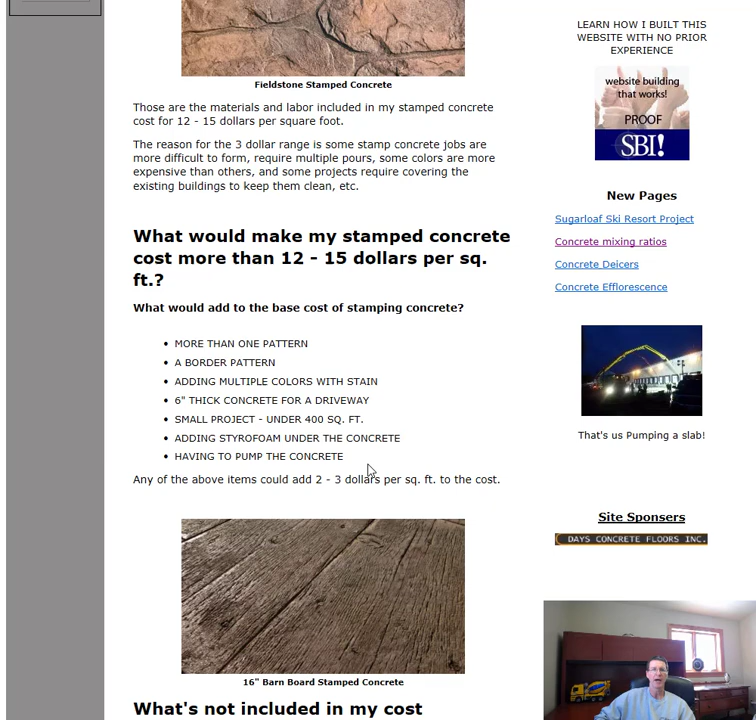 Fieldstone Stamped Concrete
Those are the materials and labor included in my stamped concrete
cost for 12 - 15 dollars per square foot.
The reason for the 3 dollar range is some stamp concrete jobs are
more difficult to form, require multiple pours, some colors are more
expensive than others, and some projects require covering the
existing buildings to keep them clean, etc.
What would make my stamped concrete
cost more than 12 - 15 dollars per sq.
ft.?
What would add to the base cost of stamping concrete?
• MORE THAN ONE PATTERN
• A BORDER PATTERN
• ADDING MULTIPLE COLORS WITH STAIN
• 6" THICK CONCRETE FOR A DRIVEWAY
• SMALL PROJECT - UNDER 400 SQ. FT.
• ADDING STYROFOAM UNDER THE CONCRETE
• HAVING TO PUMP THE CONCRETE
Any of the above items could add 2 - 3 dollars per sq. ft. to the cost.
16" Barn Board Stamped Concrete
What's not included in my cost
LEARN HOW I BUILT THIS
WEBSITE WITH NO PRIOR
EXPERIENCE
website building
that works!
PROOF
SBI!
New Pages
Sugarloaf Ski Resort Project
Concrete mixing ratios
Concrete Deicers
Concrete Efflorescence
That's us Pumping a slab!
Site Sponsers
DAYS CONCRETE FLOORS INC.